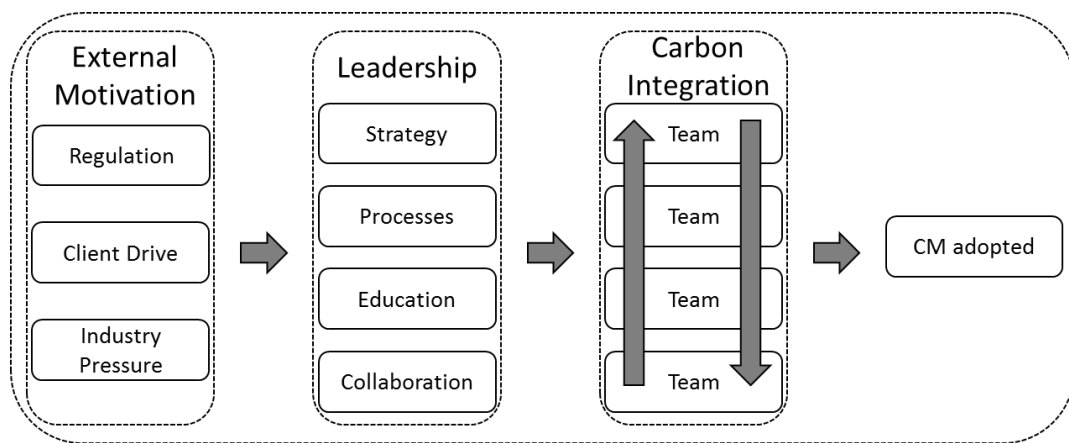 External
Motivation
Regulation
Client Drive
Industry
Pressure
Leadership
Strategy
Processes
Education
Collaboration
Carbon
Integration
Team
Team
Team
Team
CM adopted